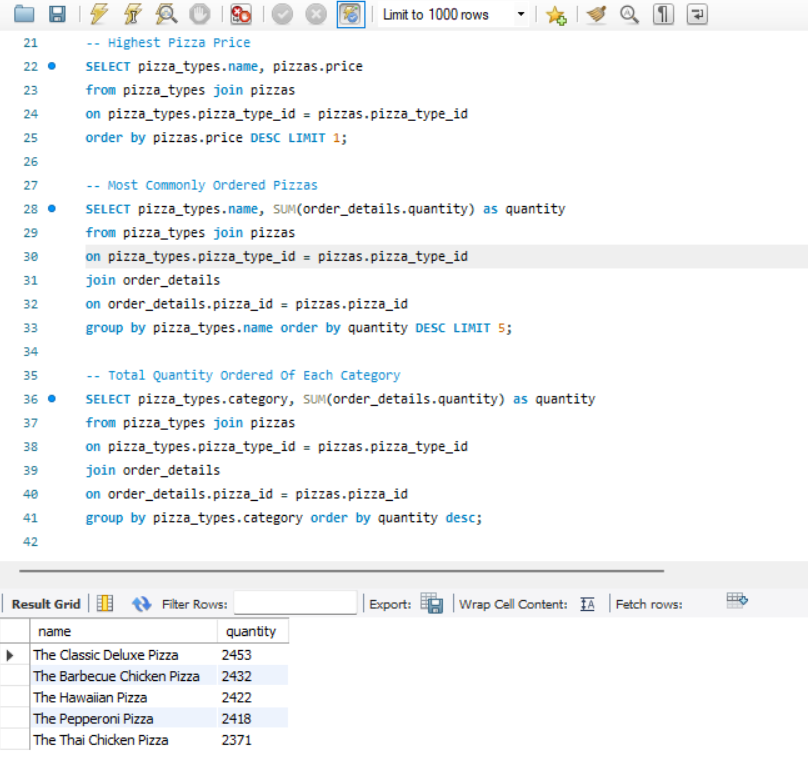 Limit to 1000 rows
21 -- Highest Pizza Price
22 SELECT pizza_types.name, pizzas.price
23 from pizza_types join pizzas
24 on pizza_types.pizza_type_id = pizzas.pizza_type_id
25 order by pizzas.price DESC LIMIT 1;
26
27 -- Most Commonly Ordered Pizzas
28 SELECT pizza_types.name, SUM(order_details.quantity) as quantity
29 from pizza_types join pizzas
30 on pizza_types.pizza_type_id = pizzas.pizza_type_id
31 join order_details
32 on order_details.pizza_id = pizzas.pizza_id
33 group by pizza_types.name order by quantity DESC LIMIT 5;
34
35 -- Total Quantity Ordered Of Each Category
36 SELECT pizza_types.category, SUM(order_details.quantity) as quantity
37 from pizza_types join pizzas
38 on pizza_types.pizza_type_id = pizzas.pizza_type_id
39 join order_details
40 on order_details.pizza_id = pizzas.pizza_id
41 group by pizza_types.category order by quantity desc;
42
Result Grid Filter Rows: Export: Wrap Cell Content: Fetch rows:
name quantity
The Classic Deluxe Pizza 2453
The Barbecue Chicken Pizza 2432
The Hawaiian Pizza 2422
The Pepperoni Pizza 2418
The Thai Chicken Pizza 2371